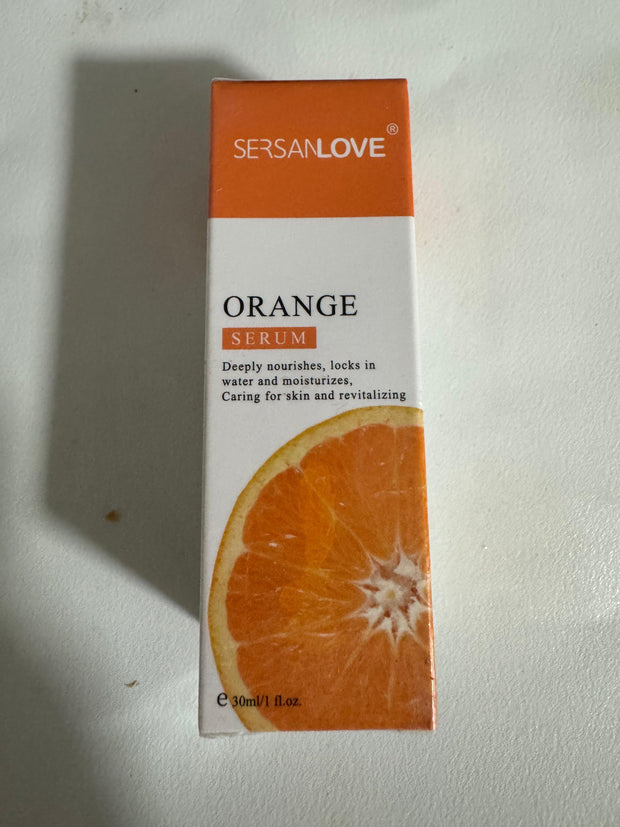 SERSANLOVE®
ORANGE
SERUM
Deeply nourishes, locks in
water and moisturizes,
Caring for skin and revitalizing
℮ 30ml/1 fl.oz.